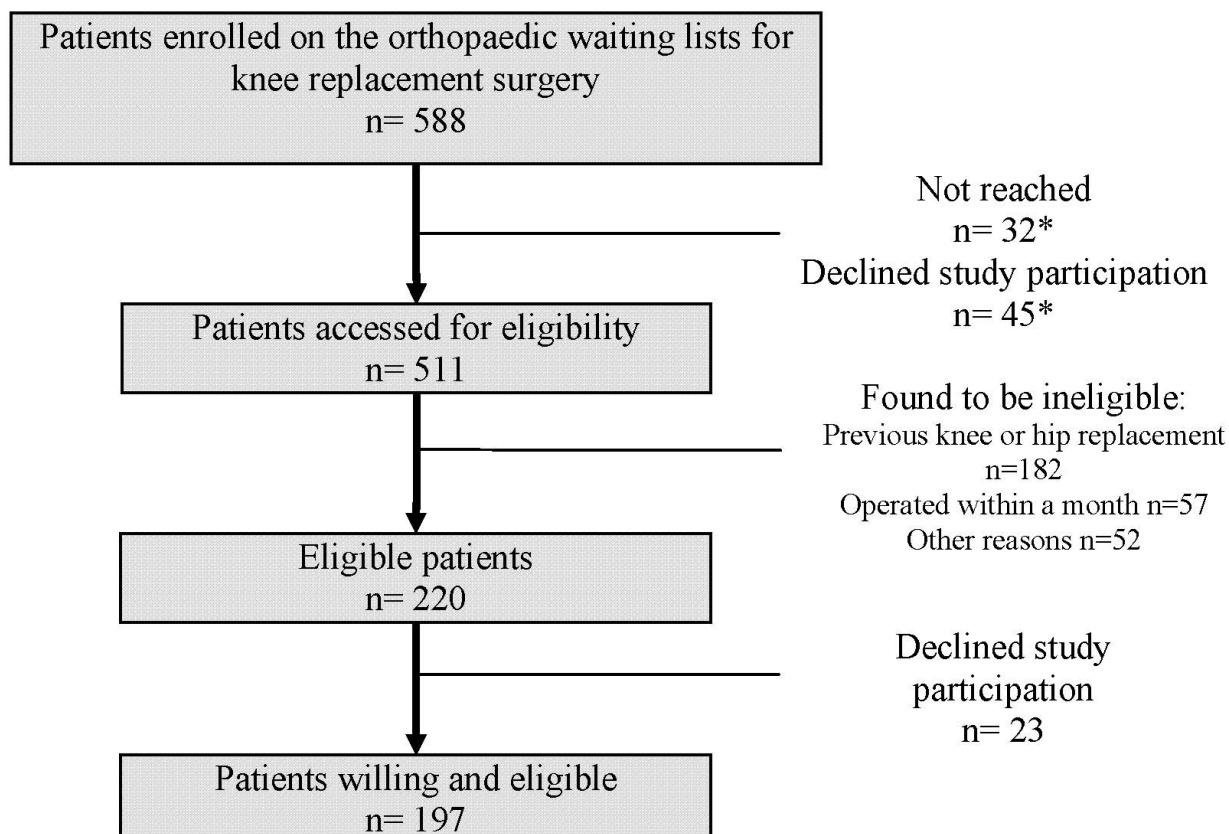 Patients enrolled on the orthopaedic waiting lists for
knee replacement surgery
n= 588
Not reached
n= 32*
Declined study participation
n= 45*
Patients accessed for eligibility
n= 511
Found to be ineligible:
Previous knee or hip replacement
n=182
Operated within a month n=57
Other reasons n=52
Eligible patients
n= 220
Declined study
participation
n= 23
Patients willing and eligible
n= 197